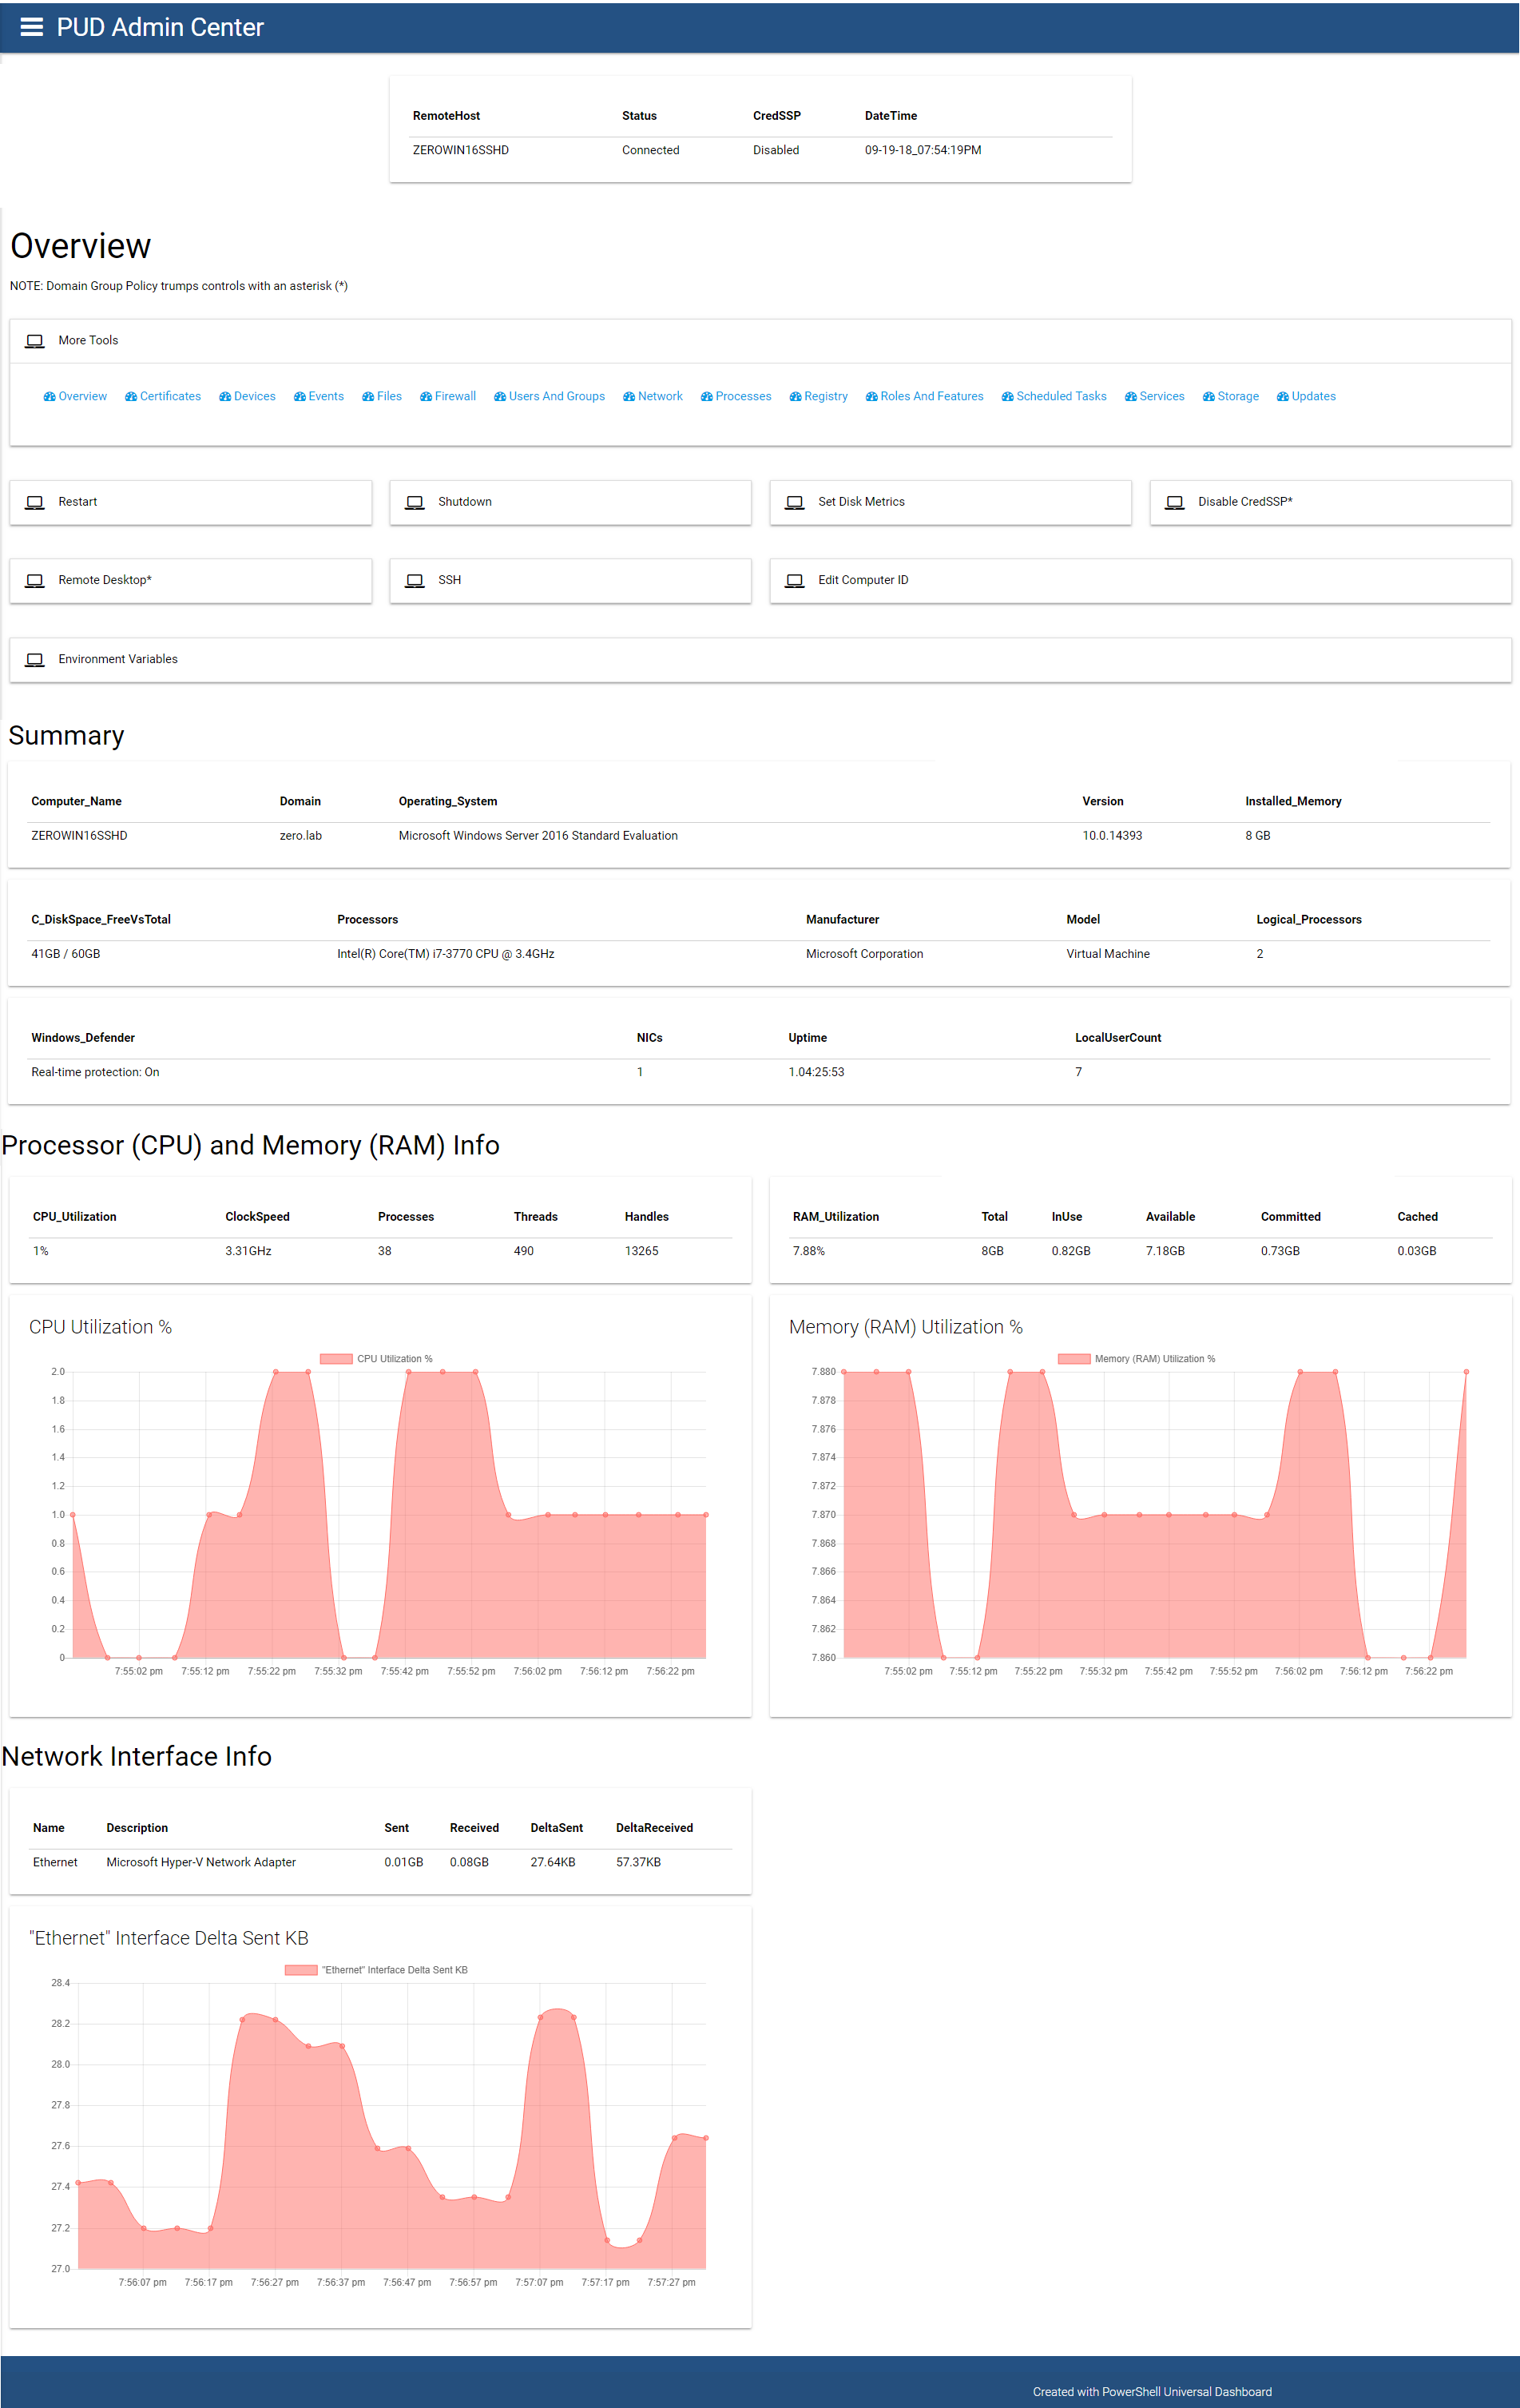 PUD Admin Center
RemoteHost Status CredSSP DateTime
ZEROWIN16SSHD Connected Disabled 09-19-18_07:54:19PM
Overview
NOTE: Domain Group Policy trumps controls with an asterisk (*)
More Tools
Overview Certificates Devices Events Files Firewall Users And Groups Network Processes Registry Roles And Features Scheduled Tasks Services Storage Updates
Restart Shutdown Set Disk Metrics Disable CredSSP*
Remote Desktop* SSH Edit Computer ID
Environment Variables
Summary
Computer_Name Domain Operating_System Version Installed_Memory
ZEROWIN16SSHD zero.lab Microsoft Windows Server 2016 Standard Evaluation 10.0.14393 8 GB
C_DiskSpace_FreeVsTotal Processors Manufacturer Model Logical_Processors
41GB / 60GB Intel(R) Core(TM) i7-3770 CPU @ 3.4GHz Microsoft Corporation Virtual Machine 2
Windows_Defender NICs Uptime LocalUserCount
Real-time protection: On 1 1.04:25:53 7
Processor (CPU) and Memory (RAM) Info
CPU_Utilization ClockSpeed Processes Threads Handles
1% 3.31GHz 38 490 13265
RAM_Utilization Total InUse Available Committed Cached
7.88% 8GB 0.82GB 7.18GB 0.73GB 0.03GB
CPU Utilization %
CPU Utilization %
2.0
1.8
1.6
1.4
1.2
1.0
0.8
0.6
0.4
0.2
0
7:55:02 pm 7:55:12 pm 7:55:22 pm 7:55:32 pm 7:55:42 pm 7:55:52 pm 7:56:02 pm 7:56:12 pm 7:56:22 pm
Memory (RAM) Utilization %
Memory (RAM) Utilization %
7.880
7.878
7.876
7.874
7.872
7.870
7.868
7.866
7.864
7.862
7.860
7:55:02 pm 7:55:12 pm 7:55:22 pm 7:55:32 pm 7:55:42 pm 7:55:52 pm 7:56:02 pm 7:56:12 pm 7:56:22 pm
Network Interface Info
Name Description Sent Received DeltaSent DeltaReceived
Ethernet Microsoft Hyper-V Network Adapter 0.01GB 0.08GB 27.64KB 57.37KB
"Ethernet" Interface Delta Sent KB
"Ethernet" Interface Delta Sent KB
28.4
28.2
28.0
27.8
27.6
27.4
27.2
27.0
7:56:07 pm 7:56:17 pm 7:56:27 pm 7:56:37 pm 7:56:47 pm 7:56:57 pm 7:57:07 pm 7:57:17 pm 7:57:27 pm
Created with PowerShell Universal Dashboard